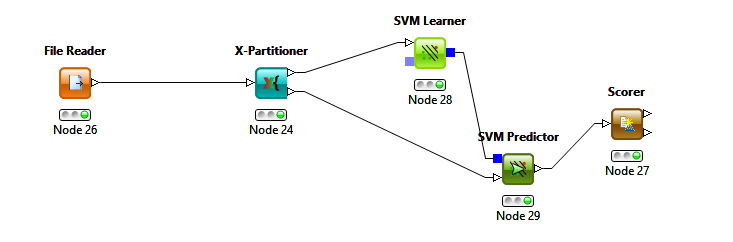 SVM Learner
File Reader
X-Partitioner
Node 28
Scorer
Node 26
Node 24
SVM Predictor
Node 27
Node 29